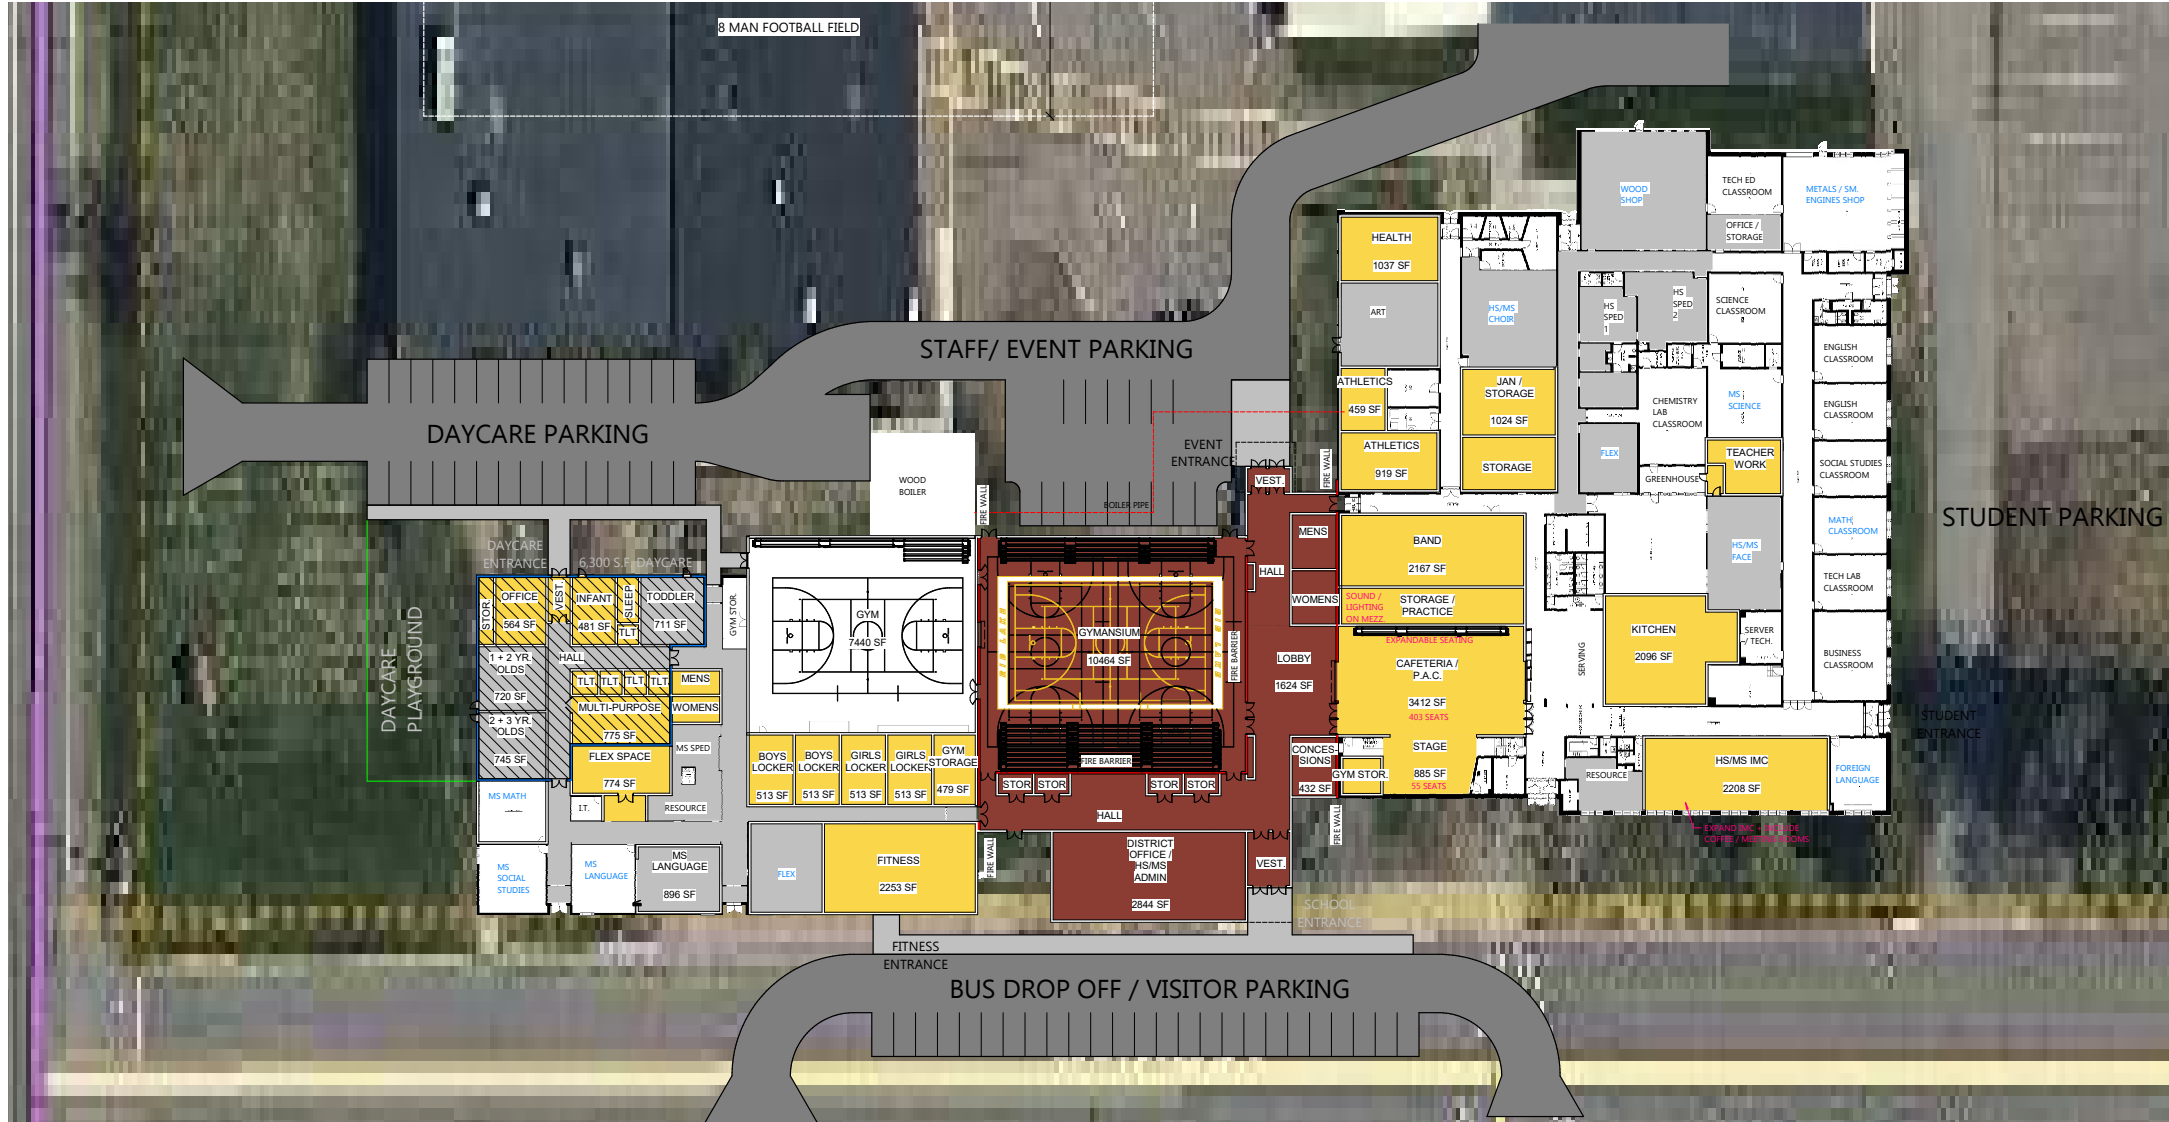 8 MAN FOOTBALL FIELD
STAFF/ EVENT PARKING
DAYCARE PARKING
STUDENT PARKING
BUS DROP OFF / VISITOR PARKING
WOOD
SHOP
TECH ED
CLASSROOM
METALS / SM.
ENGINES SHOP
OFFICE /
STORAGE
HEALTH
1037 SF
ART
HS/MS
CHOIR
HS
SPED
1
HS
SPED
2
SCIENCE
CLASSROOM
ENGLISH
CLASSROOM
ATHLETICS
459 SF
JAN /
STORAGE
1024 SF
CHEMISTRY
LAB
CLASSROOM
MS
SCIENCE
ENGLISH
CLASSROOM
ATHLETICS
919 SF
STORAGE
FLEX
TEACHER
WORK
GREENHOUSE
SOCIAL STUDIES
CLASSROOM
EVENT
ENTRANCE
VEST.
FIRE WALL
WOOD
BOILER
FIRE WALL
BOILER PIPE
MENS
HALL
WOMENS
BAND
2167 SF
SOUND /
LIGHTING
ON MEZZ.
STORAGE /
PRACTICE
HS/MS
FACE
MATH
CLASSROOM
TECH LAB
CLASSROOM
BUSINESS
CLASSROOM
DAYCARE
ENTRANCE
6,300 S.F. DAYCARE
STOR.
OFFICE
564 SF
VEST.
INFANT
481 SF
SLEEP
TLT
TODDLER
711 SF
GYM STOR.
DAYCARE
PLAYGROUND
1 + 2 YR.
OLDS
720 SF
HALL
TLT.
TLT.
TLT.
TLT.
MENS
WOMENS
MULTI-PURPOSE
775 SF
2 + 3 YR.
OLDS
745 SF
FLEX SPACE
774 SF
MS SPED
GYM
7440 SF
GYMANSIUM
10464 SF
FIRE BARRIER
FIRE BARRIER
LOBBY
1624 SF
EXPANDABLE SEATING
CAFETERIA /
P.A.C.
3412 SF
403 SEATS
SERVING
KITCHEN
2096 SF
SERVER
/ TECH.
STUDENT
ENTRANCE
BOYS
LOCKER
513 SF
BOYS
LOCKER
513 SF
GIRLS
LOCKER
513 SF
GIRLS
LOCKER
513 SF
GYM
STORAGE
479 SF
STOR
STOR
STOR
STOR
CONCES-
SIONS
432 SF
GYM STOR.
STAGE
885 SF
55 SEATS
RESOURCE
HS/MS IMC
2208 SF
FOREIGN
LANGUAGE
MS MATH
I.T.
RESOURCE
HALL
FIRE WALL
EXPAND IMC + INCLUDE
COFFEE / MEETING ROOMS
MS
SOCIAL
STUDIES
MS
LANGUAGE
MS
LANGUAGE
896 SF
FLEX
FITNESS
2253 SF
FIRE WALL
DISTRICT
OFFICE /
HS/MS
ADMIN
2844 SF
VEST.
SCHOOL
ENTRANCE
FITNESS
ENTRANCE